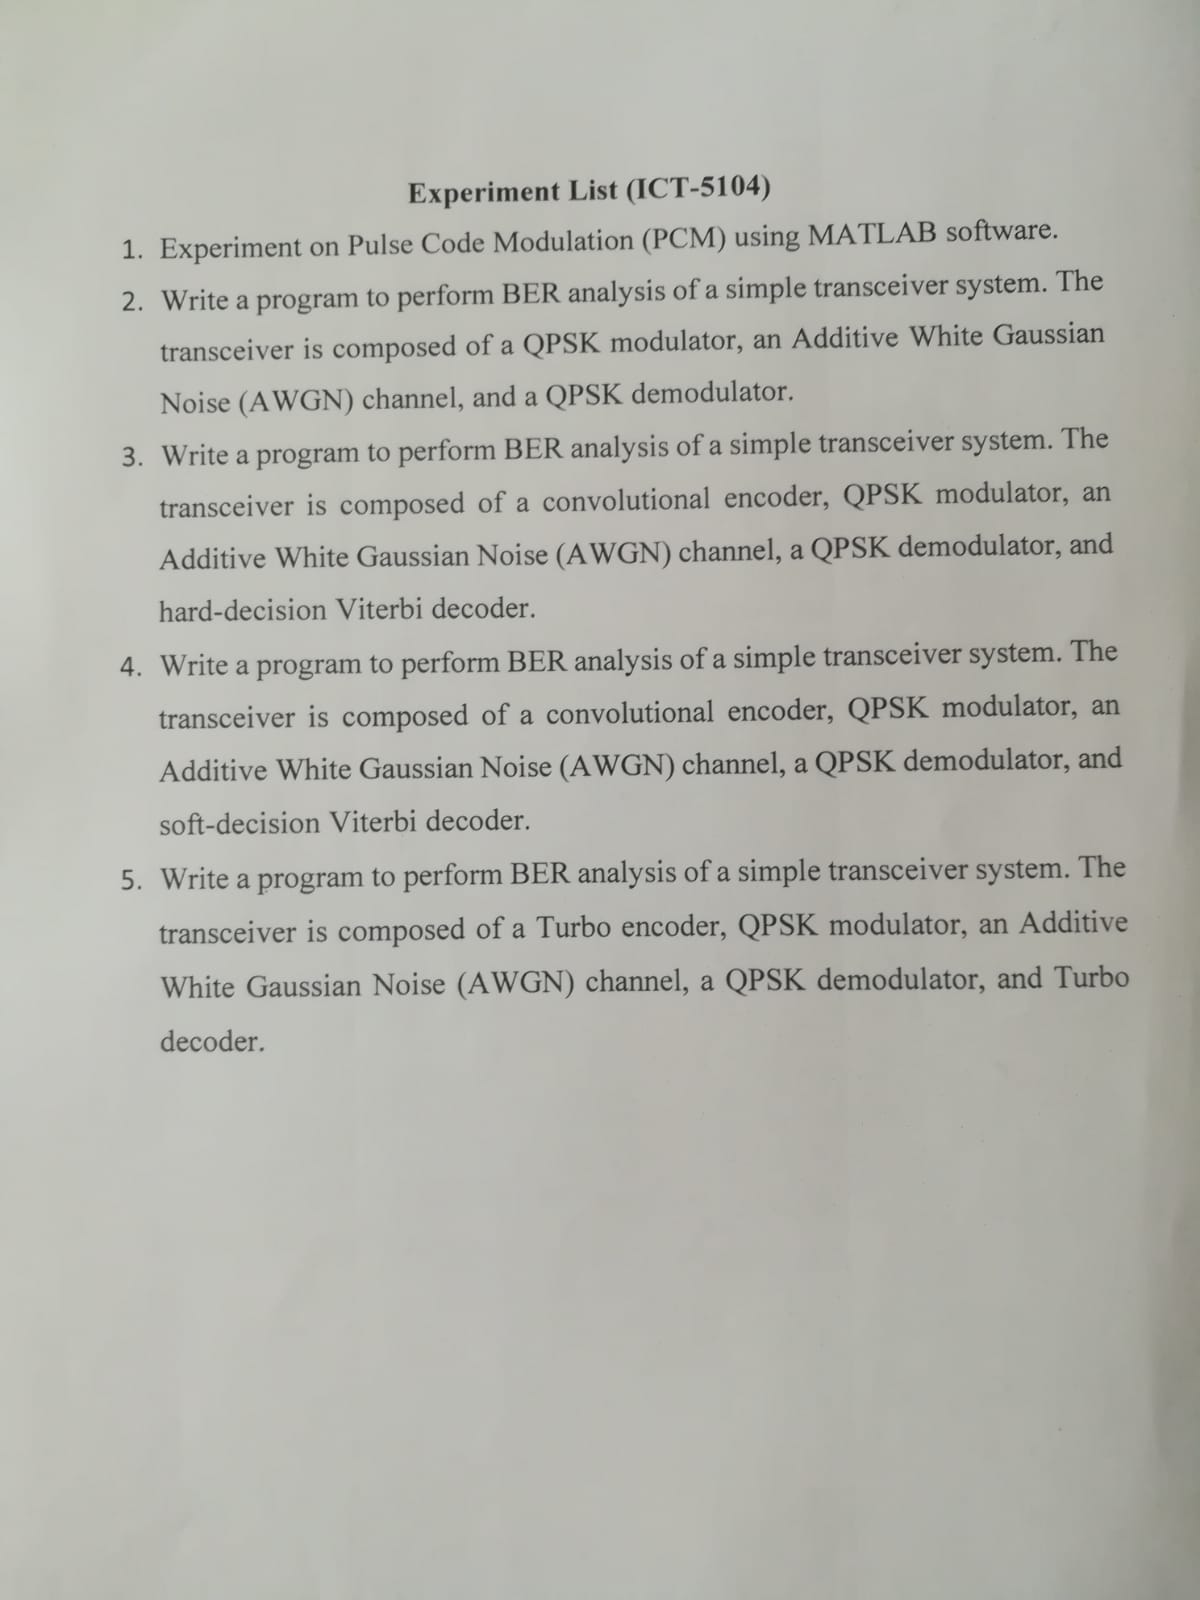 Experiment List (ICT-5104)
1. Experiment on Pulse Code Modulation (PCM) using MATLAB software.
2. Write a program to perform BER analysis of a simple transceiver system. The
transceiver is composed of a QPSK modulator, an Additive White Gaussian
Noise (AWGN) channel, and a QPSK demodulator.
3. Write a program to perform BER analysis of a simple transceiver system. The
transceiver is composed of a convolutional encoder, QPSK modulator, an
Additive White Gaussian Noise (AWGN) channel, a QPSK demodulator, and
hard-decision Viterbi decoder.
4. Write a program to perform BER analysis of a simple transceiver system. The
transceiver is composed of a convolutional encoder, QPSK modulator, an
Additive White Gaussian Noise (AWGN) channel, a QPSK demodulator, and
soft-decision Viterbi decoder.
5. Write a program to perform BER analysis of a simple transceiver system. The
transceiver is composed of a Turbo encoder, QPSK modulator, an Additive
White Gaussian Noise (AWGN) channel, a QPSK demodulator, and Turbo
decoder.